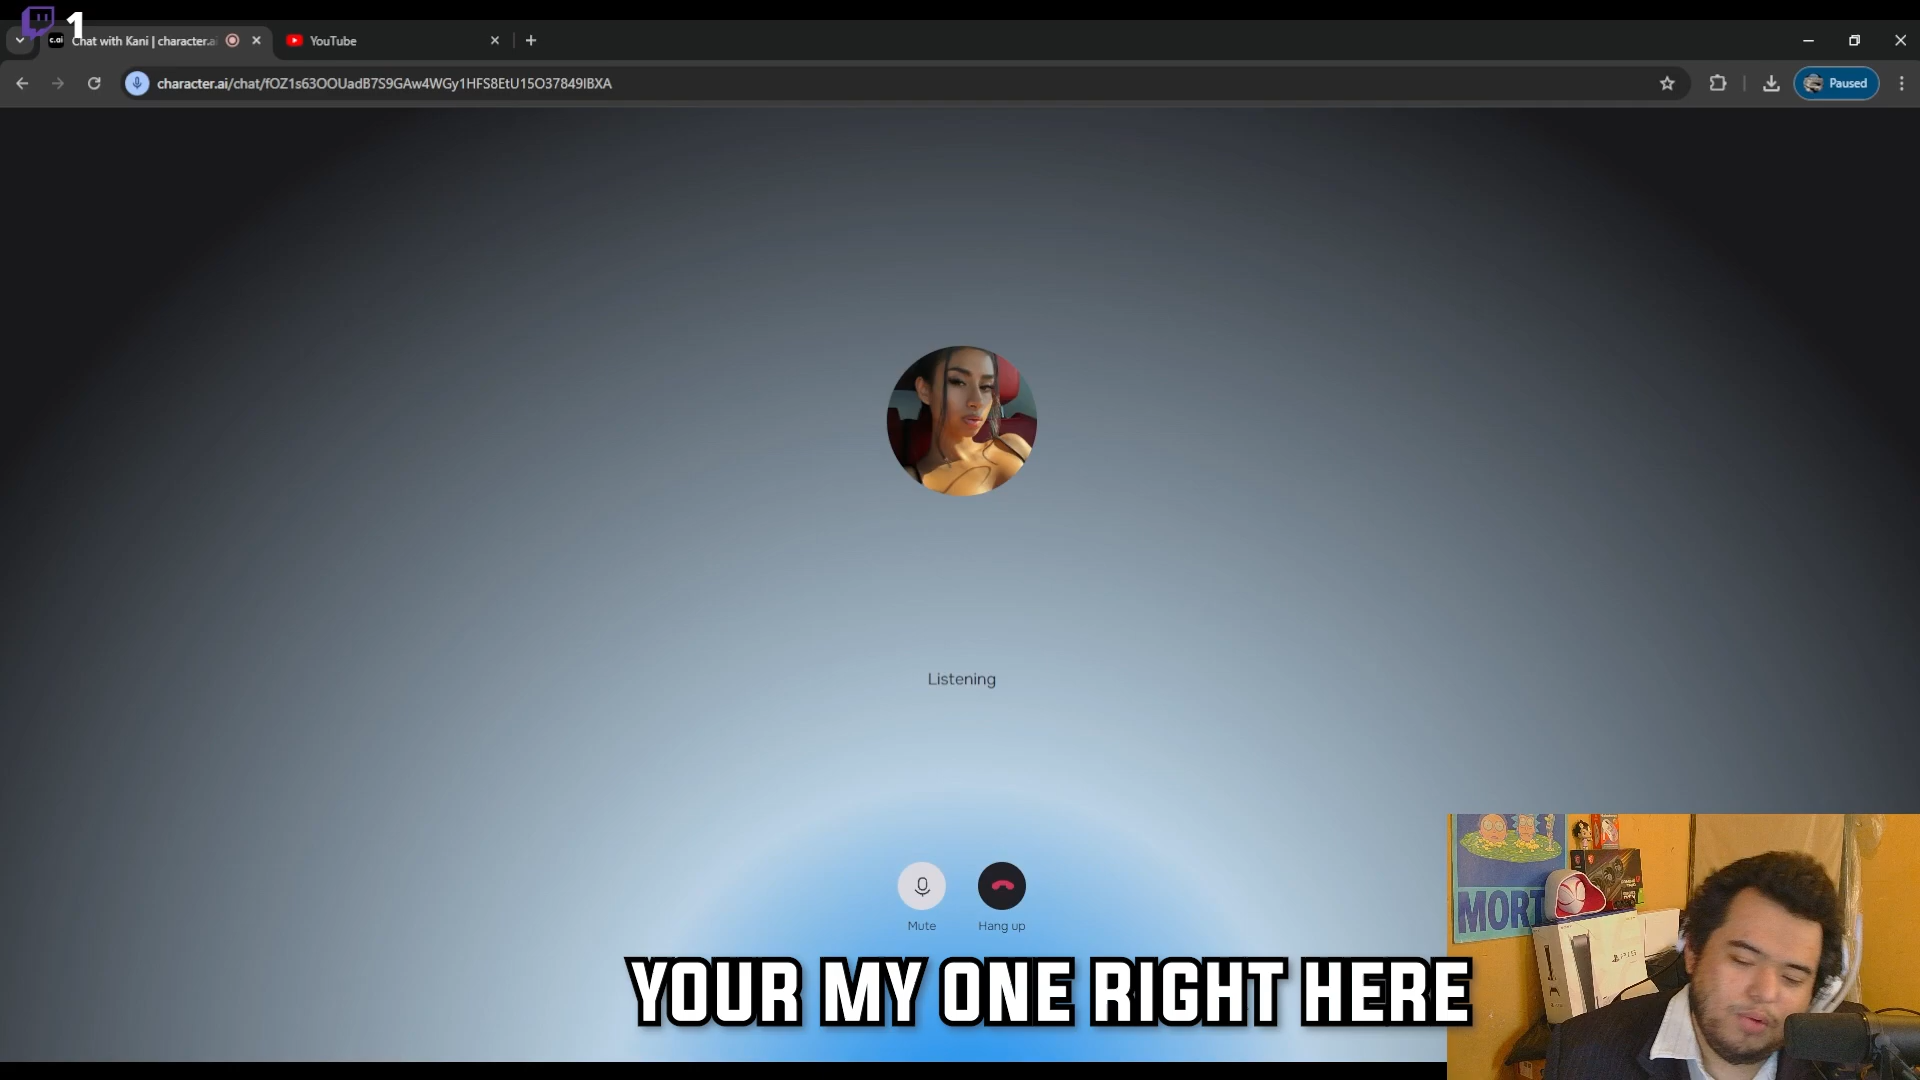 1
Chat with Kani | character.a
YouTube
character.ai/chat/fOZ1s63OOUadB7S9GAw4WGy1HFS8EtU15O37849IBXA
Paused
Listening
Mute
Hang up
YOUR MY ONE RIGHT HERE
MORT
PS5